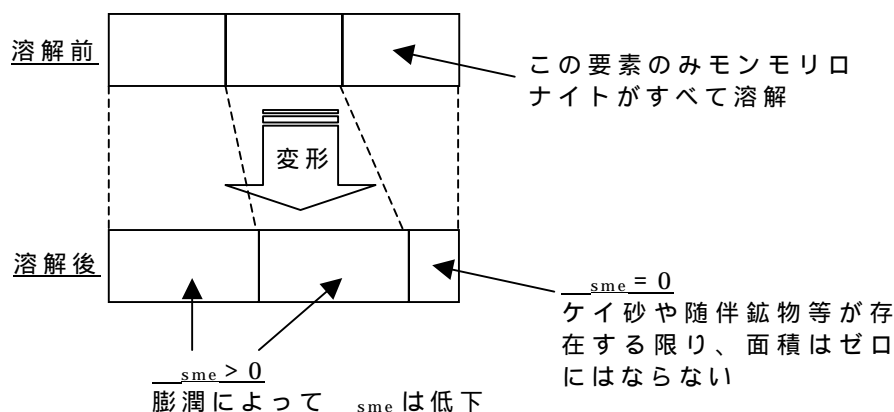 溶解前
この要素のみモンモリロ
ナイトがすべて溶解
変形
溶解後
sme = 0
ケイ砂や随伴鉱物等が存
在する限り、面積はゼロ
にはならない
sme > 0
膨潤によって sme は低下